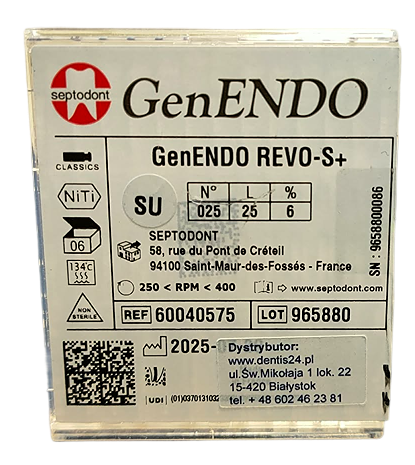 septodont
GenENDO
GenENDO REVO-S+
CLASSICS
NiTi
SU
N° L %
025 25 6
06
SEPTODONT
58, rue du Pont de Créteil
94100 Saint-Maur-des-Fossés - France
134°C
250 < RPM < 400
www.septodont.com
NON
STERILE
REF 60040575
LOT 965880
SN : 9658800086
2025-
Dystrybutor:
www.dentis24.pl
ul.Św.Mikołaja 1 lok. 22
15-420 Białystok
tel. + 48 602 46 23 81
UDI (01)0370131032